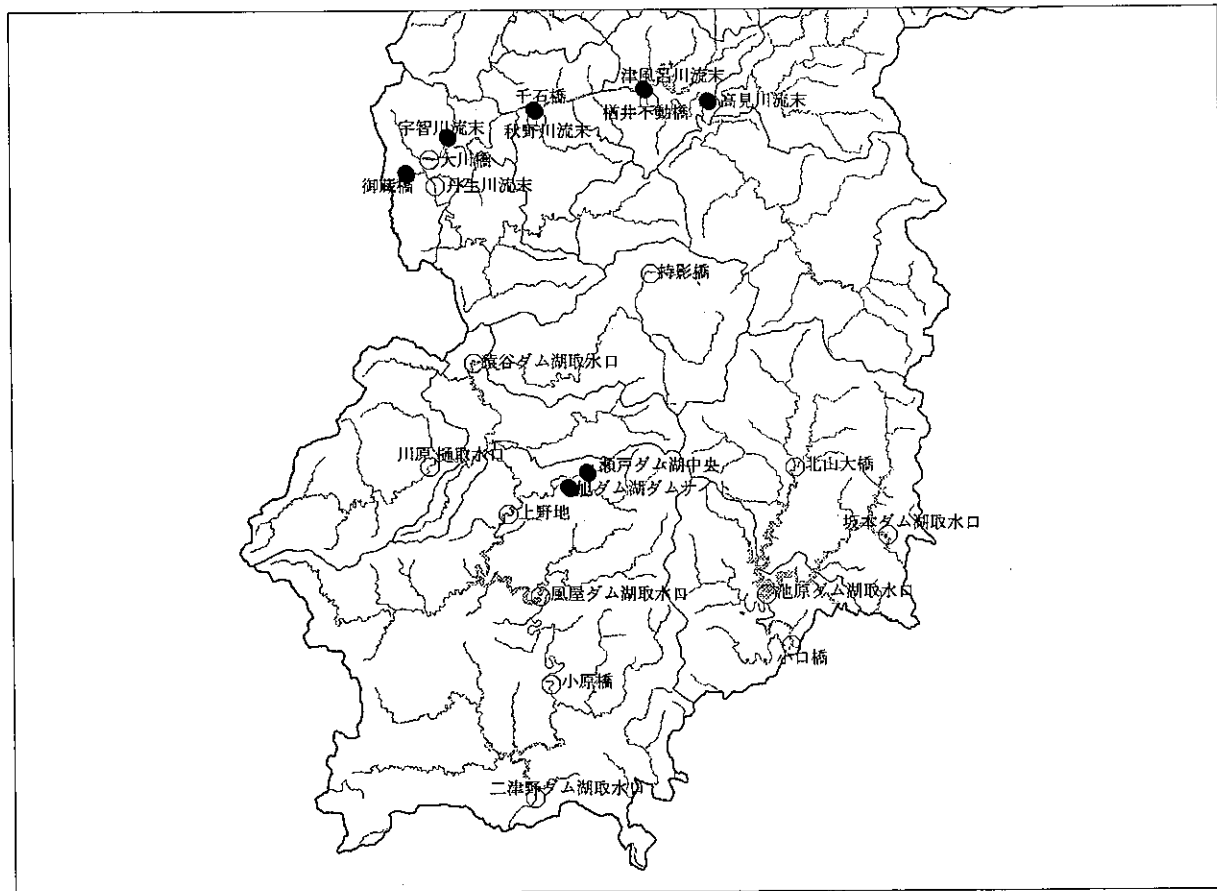 津風呂川流末
千石橋
楢井不動橋
高見川流末
宇智川流末
秋野川流末
大川橋
御蔵橋
丹生川流末
持影橋
猿谷ダム湖取水口
川原樋取水口
瀬戸ダム湖中央
北山大橋
旭ダム湖ダムサイト
上野地
坂本ダム湖取水口
風屋ダム湖取水口
池原ダム湖取水口
小口橋
小原橋
二津野ダム湖取水口